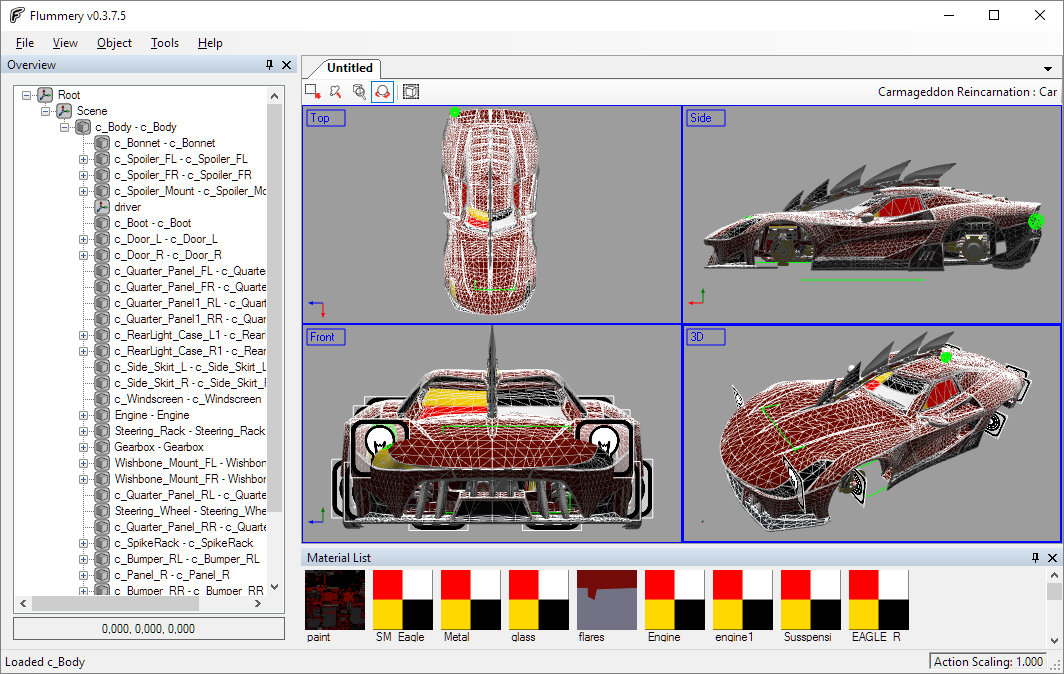 Flummery v0.3.7.5
File View Object Tools Help
Overview
Root
Scene
c_Body - c_Body
c_Bonnet - c_Bonnet
c_Spoiler_FL - c_Spoiler_FL
c_Spoiler_FR - c_Spoiler_FR
c_Spoiler_Mount - c_Spoiler_Mo
driver
c_Boot - c_Boot
c_Door_L - c_Door_L
c_Door_R - c_Door_R
c_Quarter_Panel_FL - c_Quarte
c_Quarter_Panel_FR - c_Quarte
c_Quarter_Panel1_RL - c_Quart
c_Quarter_Panel1_RR - c_Quar
c_RearLight_Case_L1 - c_Rearl
c_RearLight_Case_R1 - c_Rear
c_Side_Skirt_L - c_Side_Skirt_L
c_Side_Skirt_R - c_Side_Skirt_
c_Windscreen - c_Windscreen
Engine - Engine
Steering_Rack - Steering_Rack
Gearbox - Gearbox
Wishbone_Mount_FL - Wishbon
Wishbone_Mount_FR - Wishbor
c_Quarter_Panel_RL - c_Quarte
Steering_Wheel - Steering_Whe
c_Quarter_Panel_RR - c_Quarte
c_SpikeRack - c_SpikeRack
c_Bumper_RL - c_Bumper_RL
c_Panel_R - c_Panel_R
c_Bumper_RR - c_Bumper_RR
0,000, 0,000, 0,000
Loaded c_Body
Untitled
Carmageddon Reincarnation : Car
Top
Side
Front
3D
Material List
paint SM_Eagle Metal glass flares Engine engine1 Susspensi EAGLE_R
Action Scaling: 1.000